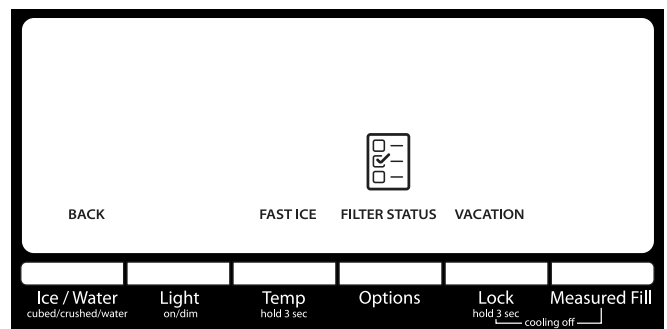 BACK FAST ICE FILTER STATUS VACATION
Ice / Water Light Temp Options Lock Measured Fill
cubed/crushed/water on/dim hold 3 sec hold 3 sec
cooling off